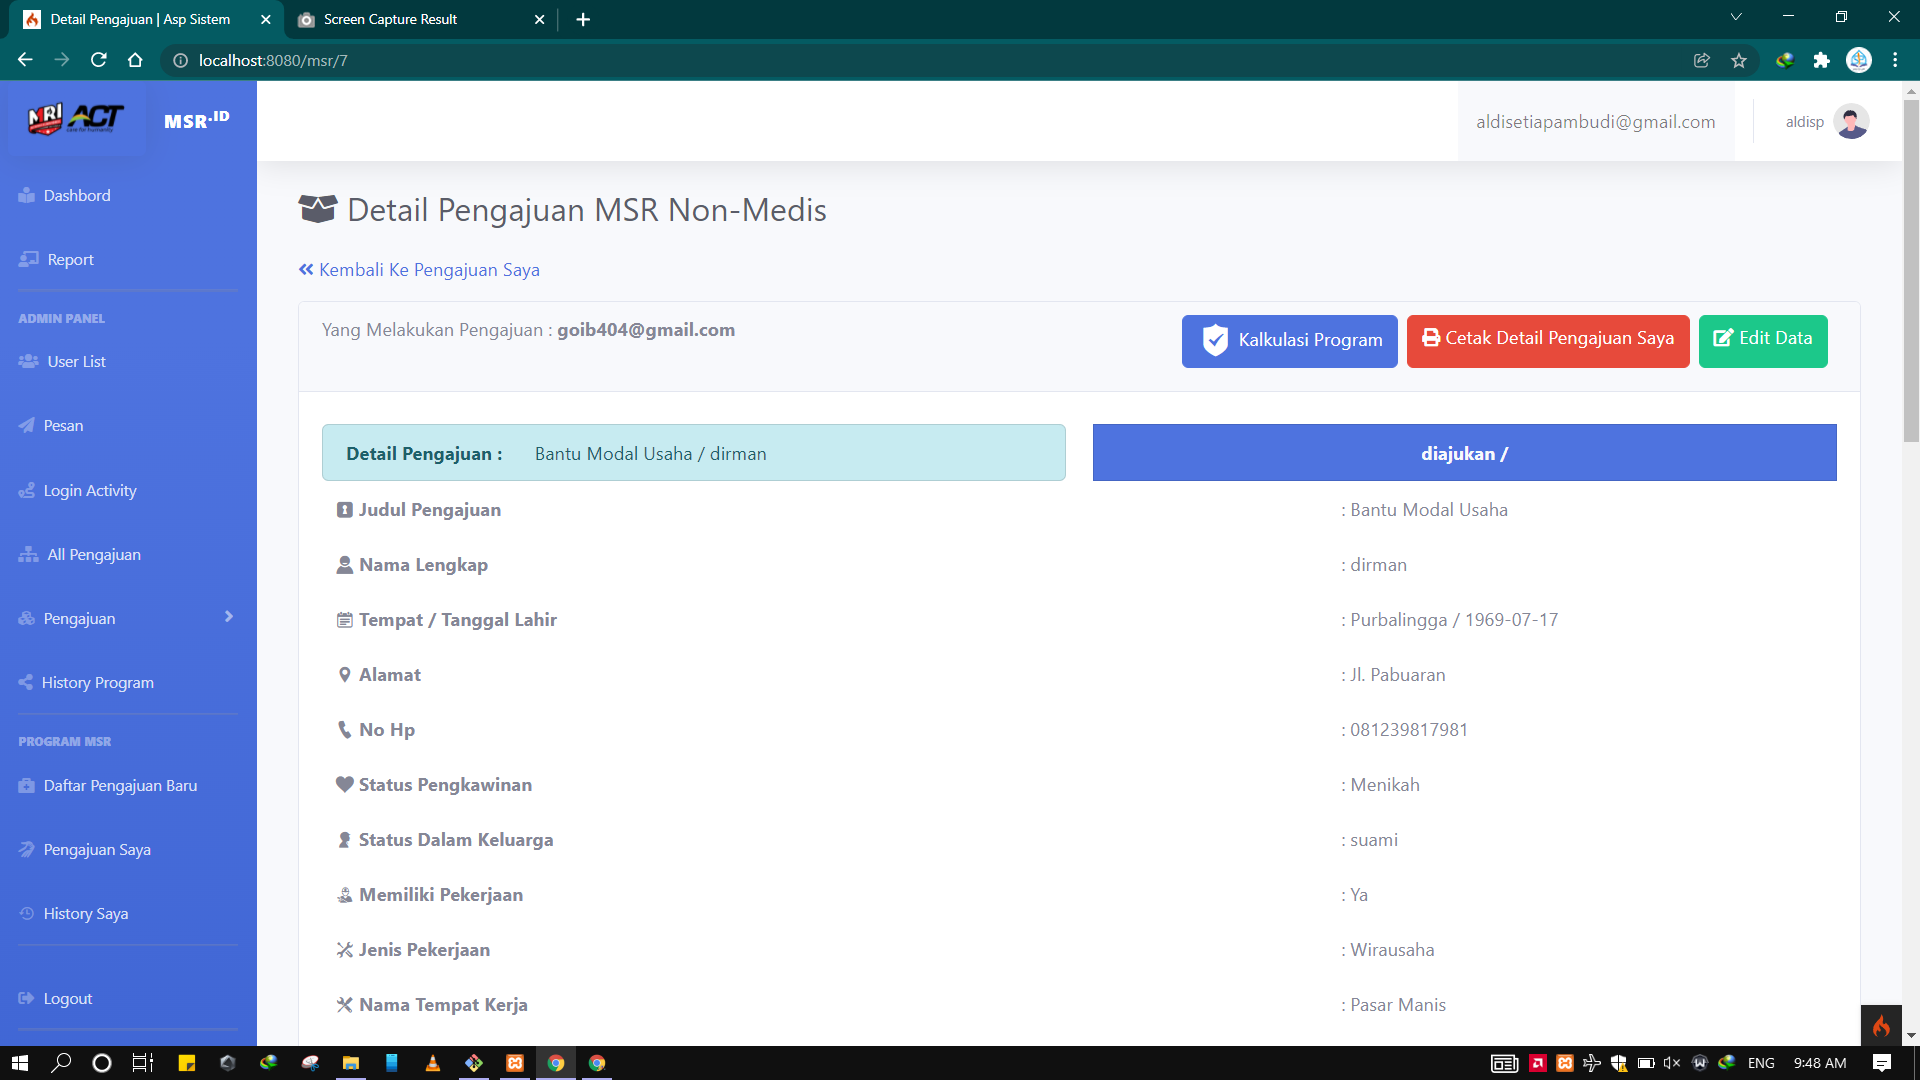 Detail Pengajuan | Asp Sistem
Screen Capture Result
localhost:8080/msr/7
MRI ACT
MSR.ID
aldisetiapambudi@gmail.com
aldisp
Dashbord
Report
ADMIN PANEL
User List
Pesan
Login Activity
All Pengajuan
Pengajuan
History Program
PROGRAM MSR
Daftar Pengajuan Baru
Pengajuan Saya
History Saya
Logout
Detail Pengajuan MSR Non-Medis
Kembali Ke Pengajuan Saya
Yang Melakukan Pengajuan : goib404@gmail.com
Kalkulasi Program
Cetak Detail Pengajuan Saya
Edit Data
Detail Pengajuan : Bantu Modal Usaha / dirman
diajukan /
Judul Pengajuan : Bantu Modal Usaha
Nama Lengkap : dirman
Tempat / Tanggal Lahir : Purbalingga / 1969-07-17
Alamat : Jl. Pabuaran
No Hp : 081239817981
Status Pengkawinan : Menikah
Status Dalam Keluarga : suami
Memiliki Pekerjaan : Ya
Jenis Pekerjaan : Wirausaha
Nama Tempat Kerja : Pasar Manis
ENG
9:48 AM